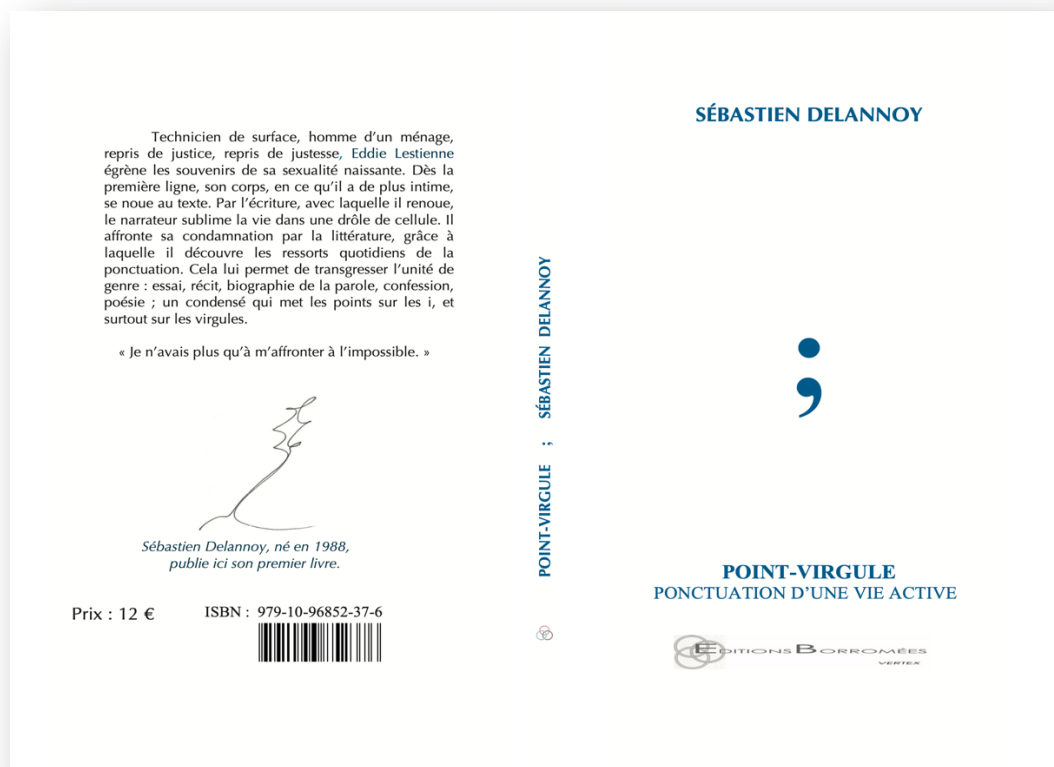 Technicien de surface, homme d’un ménage,
repris de justice, repris de justesse, Eddie Lestienne
égrène les souvenirs de sa sexualité naissante. Dès la
première ligne, son corps, en ce qu’il a de plus intime,
se noue au texte. Par l’écriture, avec laquelle il renoue,
le narrateur sublime la vie dans une drôle de cellule. Il
affronte sa condamnation par la littérature, grâce à
laquelle il découvre les ressorts quotidiens de la
ponctuation. Cela lui permet de transgresser l’unité de
genre : essai, récit, biographie de la parole, confession,
poésie ; un condensé qui met les points sur les i, et
surtout sur les virgules.
« Je n’avais plus qu’à m’affronter à l’impossible. »
Sébastien Delannoy, né en 1988,
publie ici son premier livre.
Prix : 12 €
ISBN : 979-10-96852-37-6
POINT-VIRGULE ; SÉBASTIEN DELANNOY
SÉBASTIEN DELANNOY
;
POINT-VIRGULE
PONCTUATION D’UNE VIE ACTIVE
EDITIONS BORROMÉES
VERTEX